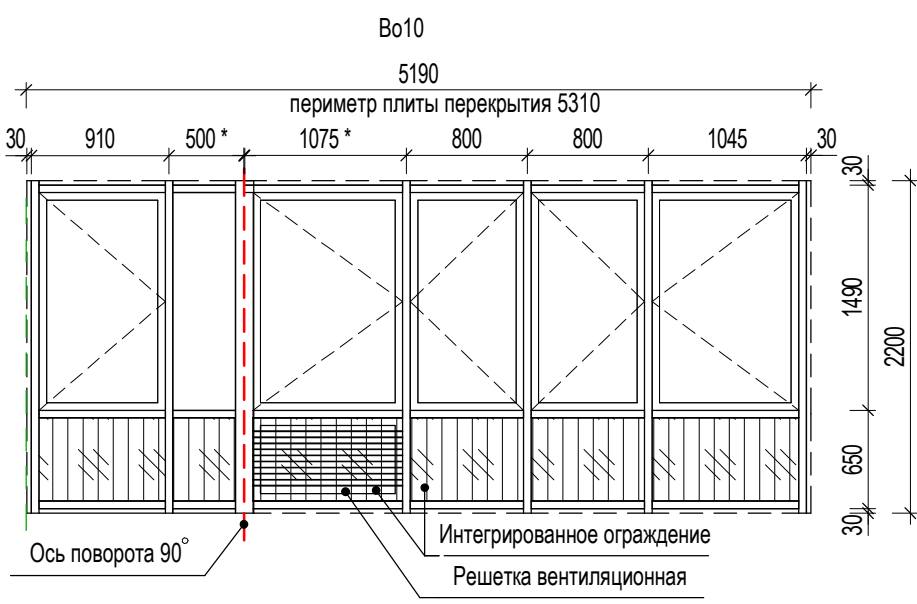 Во10
5190
периметр плиты перекрытия 5310
30 910 500 * 1075 * 800 800 1045 30
30
1490
2200
650
30
Интегрированное ограждение
Ось поворота 90°
Решетка вентиляционная